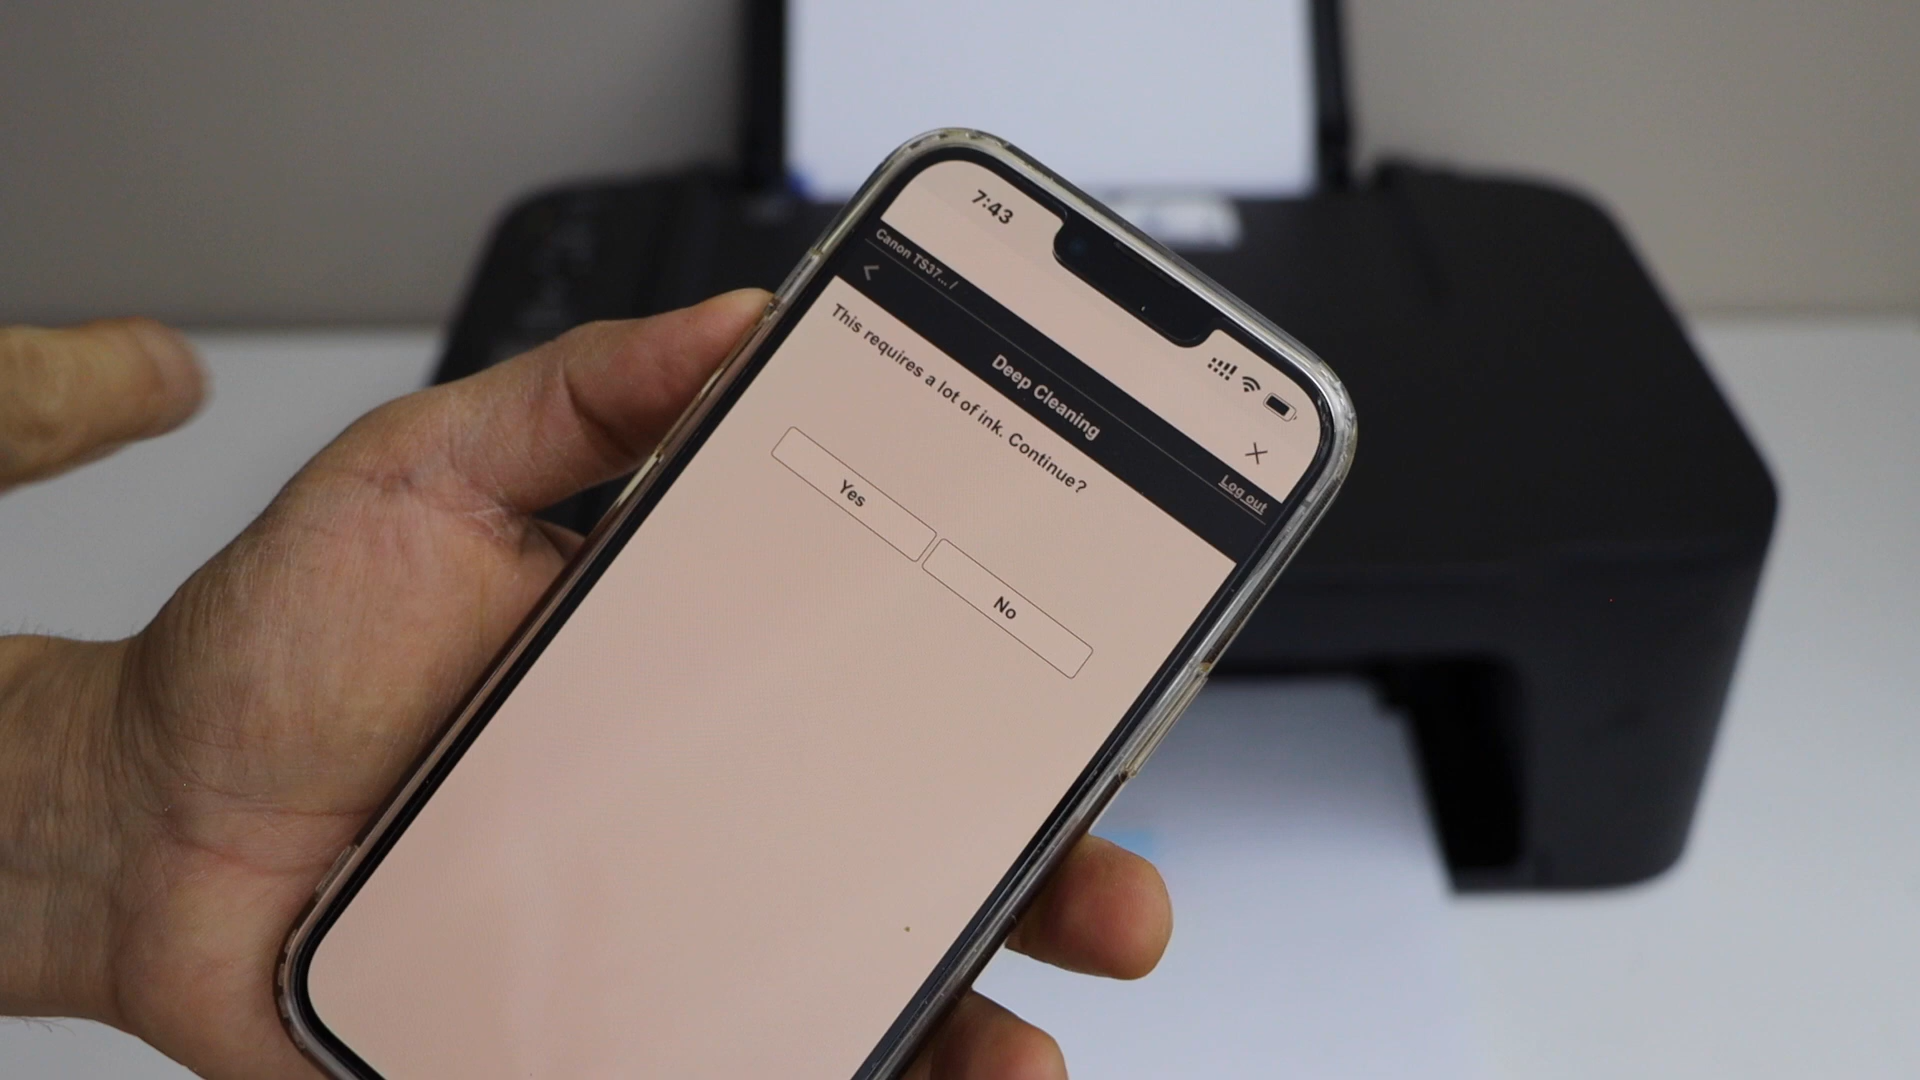 7:43
Canon TS37... /
Deep Cleaning
Log out
This requires a lot of ink. Continue?
Yes
No